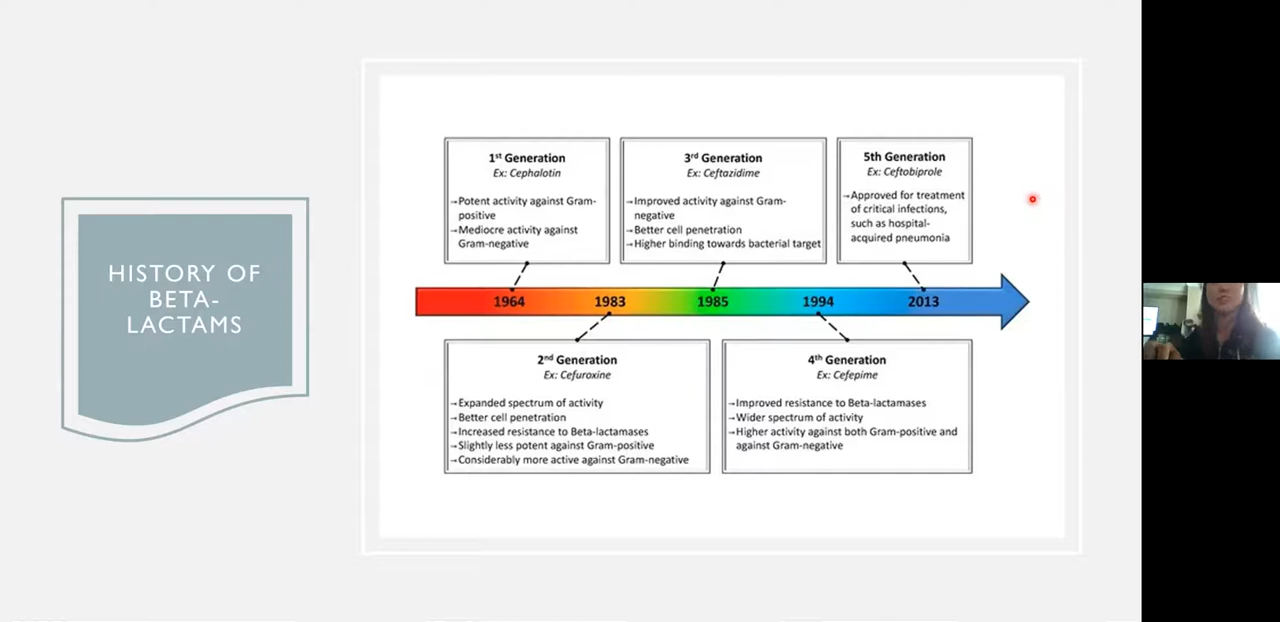 HISTORY OF
BETA-
LACTAMS
1st Generation
Ex: Cephalotin
→Potent activity against Gram-
positive
→Mediocre activity against
Gram-negative
3rd Generation
Ex: Ceftazidime
→Improved activity against Gram-
negative
→Better cell penetration
→Higher binding towards bacterial target
5th Generation
Ex: Ceftobiprole
→Approved for treatment
of critical infections,
such as hospital-
acquired pneumonia
1964 1983 1985 1994 2013
2nd Generation
Ex: Cefuroxine
→Expanded spectrum of activity
→Better cell penetration
→Increased resistance to Beta-lactamases
→Slightly less potent against Gram-positive
→Considerably more active against Gram-negative
4th Generation
Ex: Cefepime
→Improved resistance to Beta-lactamases
→Wider spectrum of activity
→Higher activity against both Gram-positive and
against Gram-negative